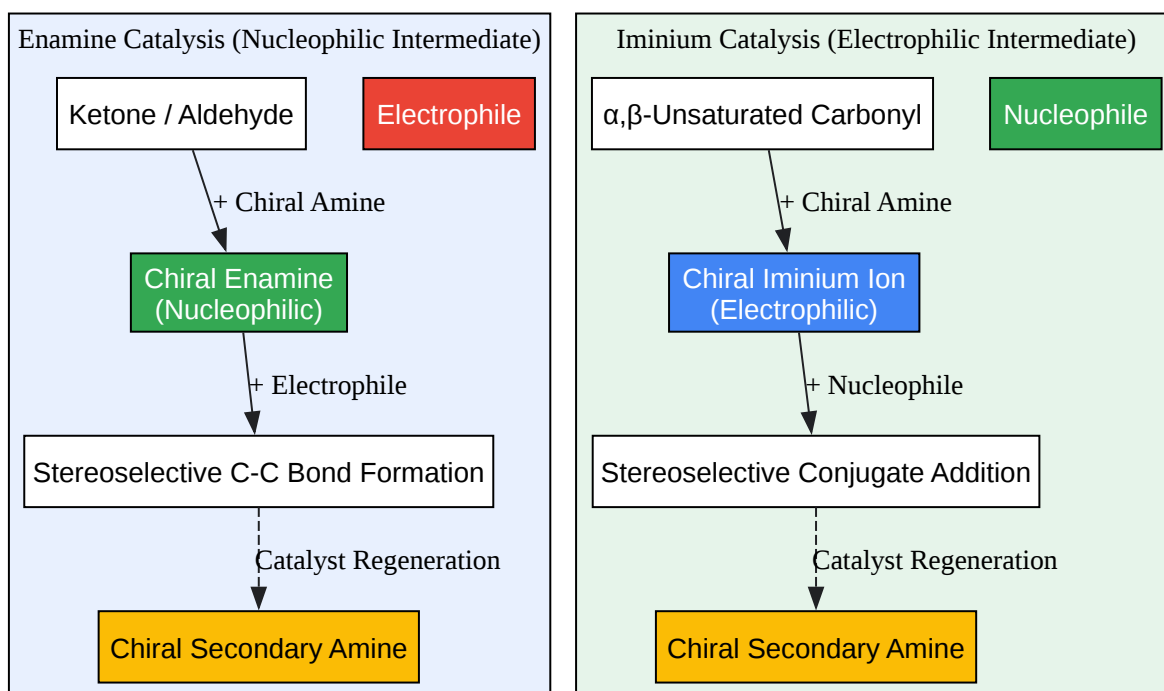 Enamine Catalysis (Nucleophilic Intermediate)
Ketone / Aldehyde
Electrophile
+ Chiral Amine
Chiral Enamine
(Nucleophilic)
+ Electrophile
Stereoselective C-C Bond Formation
Catalyst Regeneration
Chiral Secondary Amine
Iminium Catalysis (Electrophilic Intermediate)
α,β-Unsaturated Carbonyl
Nucleophile
+ Chiral Amine
Chiral Iminium Ion
(Electrophilic)
+ Nucleophile
Stereoselective Conjugate Addition
Catalyst Regeneration
Chiral Secondary Amine